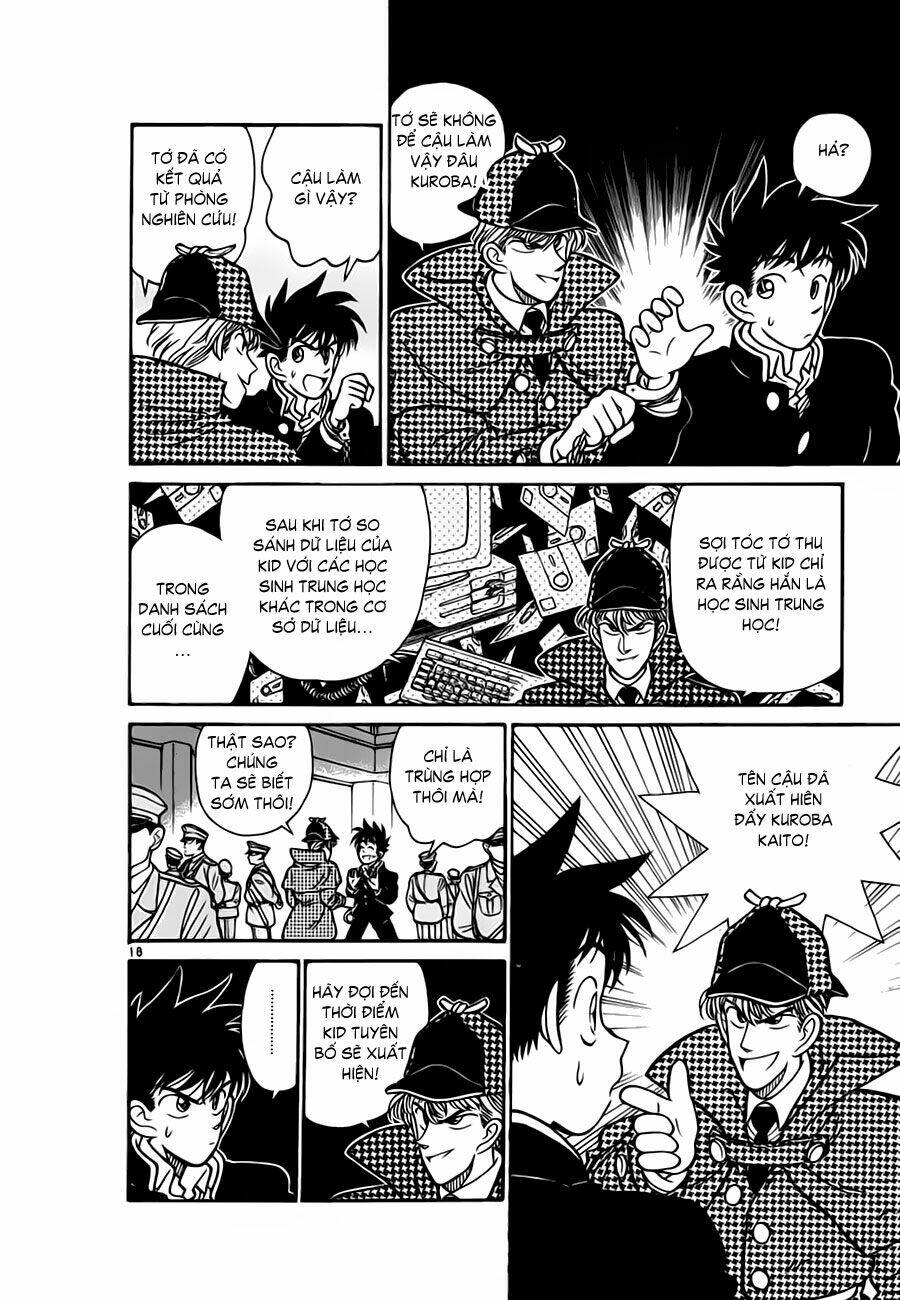 HẢ?
TỚ SẼ KHÔNG
ĐỂ CẬU LÀM
VẬY ĐÂU
KUROBA!
CẬU LÀM
GÌ VẬY?
TỚ ĐÃ CÓ
KẾT QUẢ
TỪ PHÒNG
NGHIÊN CỨU!
SỢI TÓC TỚ THU
ĐƯỢC TỪ KID CHỈ
RA RẰNG HẮN LÀ
HỌC SINH TRUNG
HỌC!
SAU KHI TỚ SO
SÁNH DỮ LIỆU CỦA
KID VỚI CÁC HỌC
SINH TRUNG HỌC
KHÁC TRONG CƠ
SỞ DỮ LIỆU...
TRONG
DANH SÁCH
CUỐI CÙNG
...
TÊN CẬU ĐÃ
XUẤT HIÊN
ĐẤY KUROBA
KAITO!
CHỈ LÀ
TRÙNG HỢP
THÔI MÀ!
THẬT SAO?
CHÚNG
TA SẼ BIẾT
SỚM THÔI!
18
HÃY ĐỢI ĐẾN
THỜI ĐIỂM
KID TUYÊN
BỐ SẼ XUẤT
HIỆN!
..........